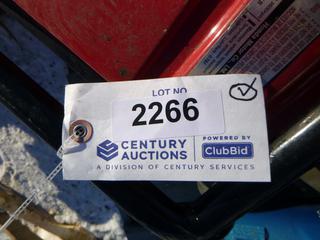 LOT NO
2266
CENTURY
AUCTIONS
POWERED BY
ClubBid
A DIVISION OF CENTURY SERVICES